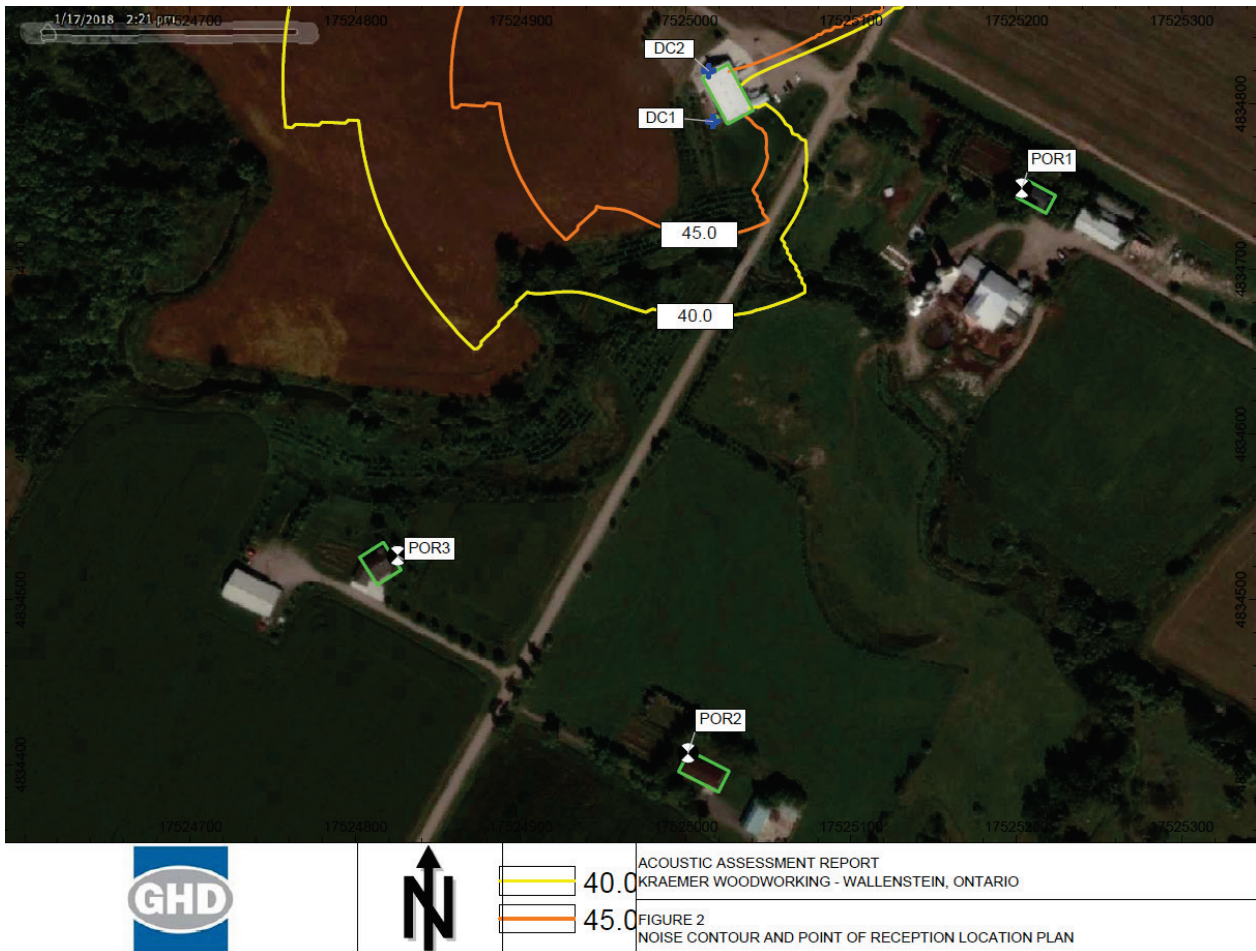 1/17/2018 2:21 pm
17524700 17524800 17524900 17525000 17525100 17525200 17525300
DC2
DC1
4834800
POR1
45.0
4834700
40.0
4834600
POR3
4834500
POR2
4834400
17524700 17524800 17524900 17525000 17525100 17525200 17525300
GHD
N
40.0
45.0
ACOUSTIC ASSESSMENT REPORT
KRAEMER WOODWORKING - WALLENSTEIN, ONTARIO
FIGURE 2
NOISE CONTOUR AND POINT OF RECEPTION LOCATION PLAN